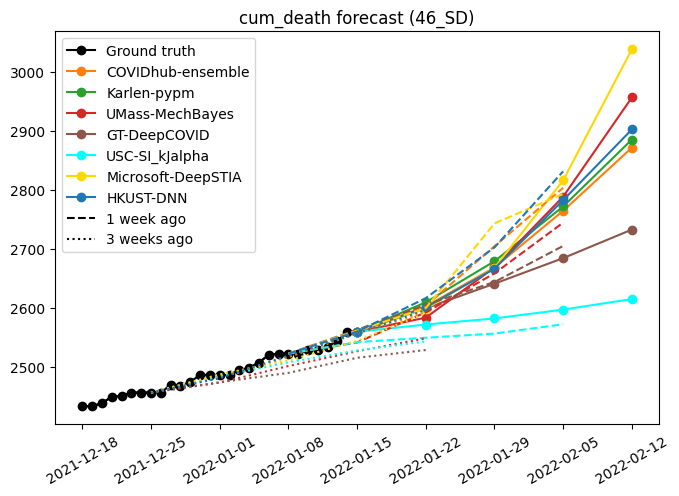 cum_death forecast (46_SD)
Ground truth
COVIDhub-ensemble
Karlen-pypm
UMass-MechBayes
GT-DeepCOVID
USC-SI_kJalpha
Microsoft-DeepSTIA
HKUST-DNN
1 week ago
3 weeks ago
3000
2900
2800
2700
2600
2500
2021-12-18
2021-12-25
2022-01-01
2022-01-08
2022-01-15
2022-01-22
2022-01-29
2022-02-05
2022-02-12